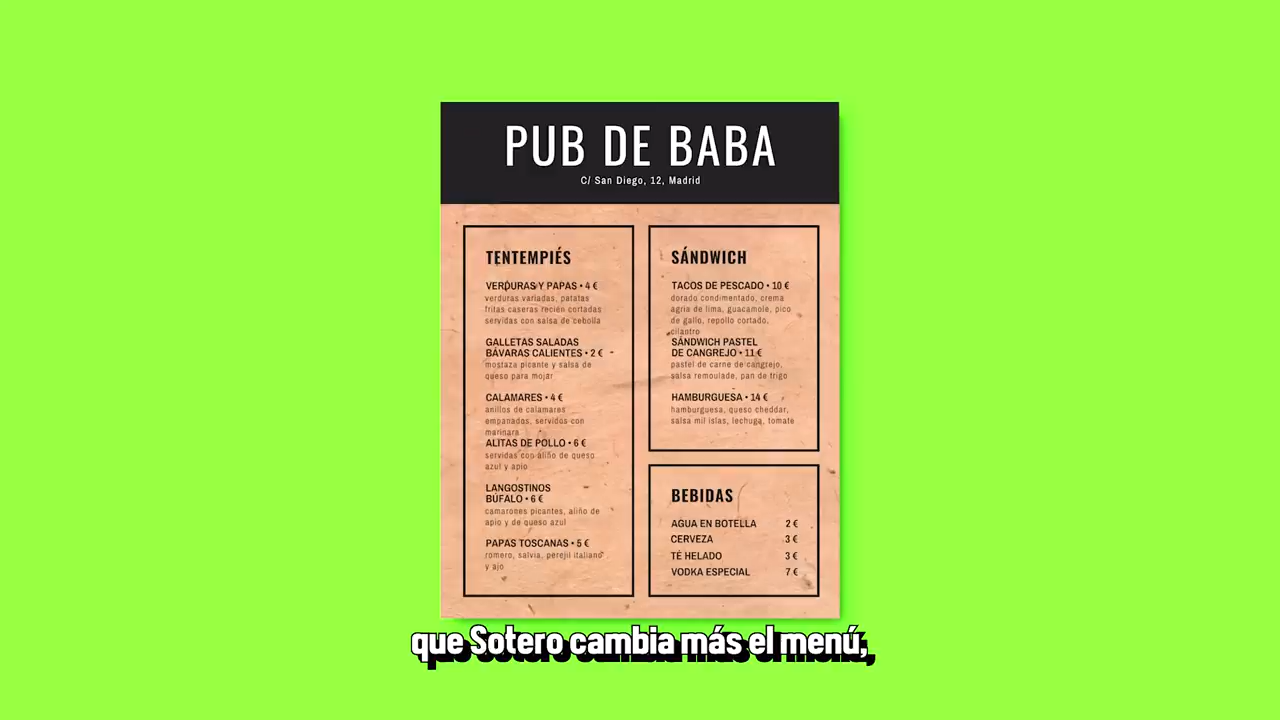 PUB DE BABA
C/ San Diego, 12, Madrid
TENTEMPIÉS
VERDURAS Y PAPAS • 4 €
verduras variadas, patatas
fritas caseras recién cortadas
servidas con salsa de cebolla
GALLETAS SALADAS
BÁVARAS CALIENTES • 2 €
mostaza picante y salsa de
queso para mojar
CALAMARES • 4 €
anillos de calamares
empanados, servidos con
marinara
ALITAS DE POLLO • 6 €
servidas con aliño de queso
azul y apio
LANGOSTINOS
BÚFALO • 6 €
camarones picantes, aliño de
apio y de queso azul
PAPAS TOSCANAS • 5 €
romero, salvia, perejil italiano
y ajo
SÁNDWICH
TACOS DE PESCADO • 10 €
dorado condimentado, crema
agria de lima, guacamole, pico
de gallo, repollo cortado,
cilantro
SÁNDWICH PASTEL
DE CANGREJO • 11 €
pastel de carne de cangrejo,
salsa remoulade, pan de trigo
HAMBURGUESA • 14 €
hamburguesa, queso cheddar,
salsa mil islas, lechuga, tomate
BEBIDAS
AGUA EN BOTELLA 2 €
CERVEZA 3 €
TÉ HELADO 3 €
VODKA ESPECIAL 7 €
que Sotero cambia más el menú,